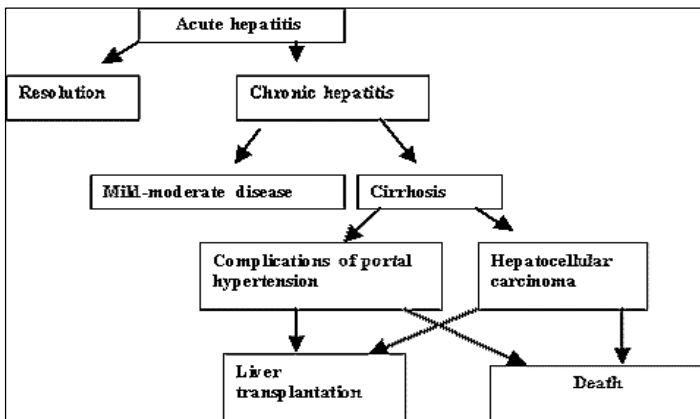 Acute hepatitis
Resolution
Chronic hepatitis
Mild-moderate disease
Cirrhosis
Complications of portal
hypertension
Hepatocellular
carcinoma
Liver
transplantation
Death